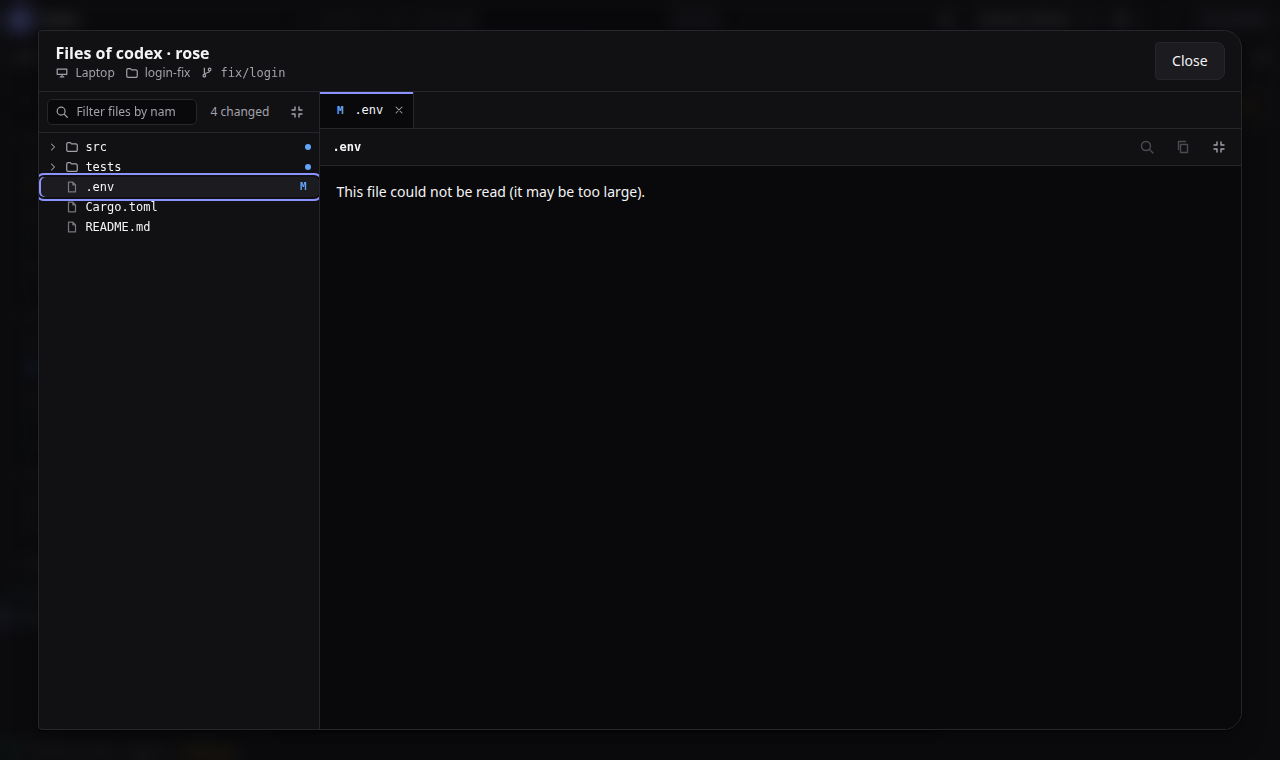 Files of codex · rose
Laptop login-fix fix/login
Close
Filter files by nam
4 changed
M .env
src
tests
.env M
Cargo.toml
README.md
.env
This file could not be read (it may be too large).